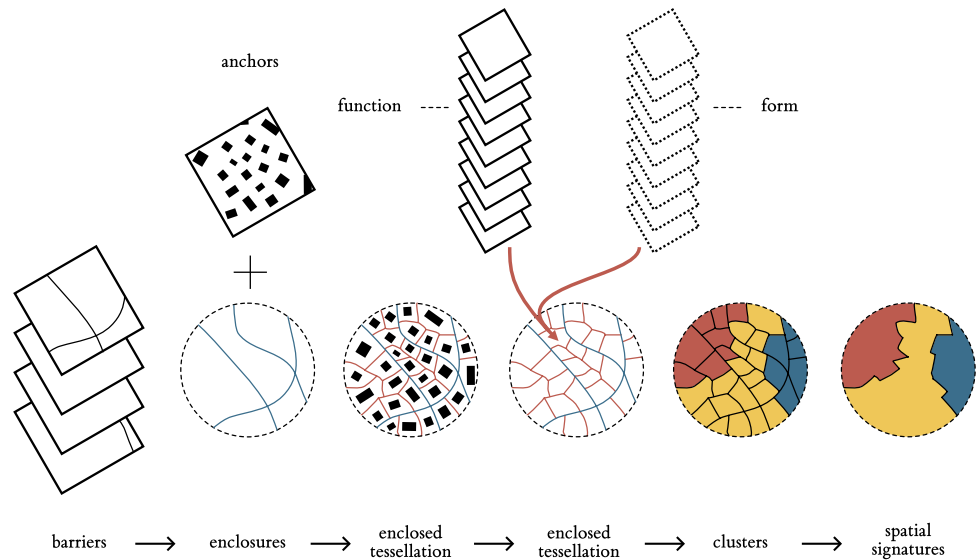 anchors
function
form
barriers
enclosures
enclosed
tessellation
enclosed
tessellation
clusters
spatial
signatures